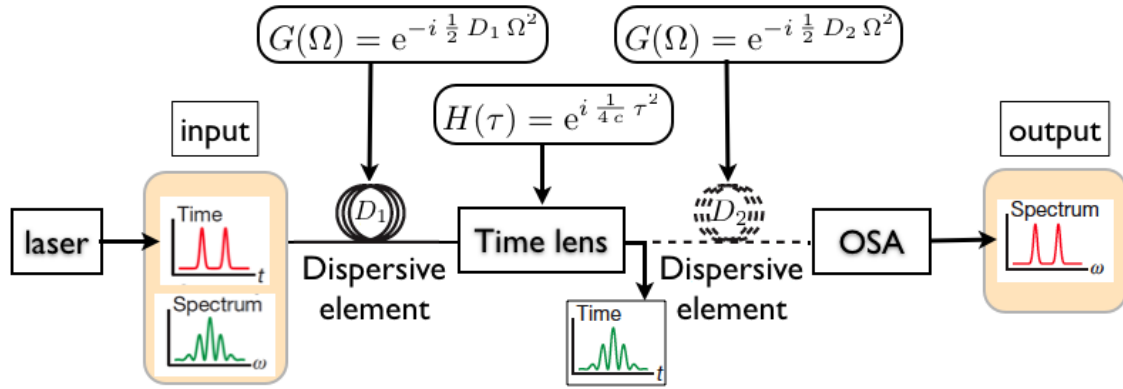 G(Ω) = e^{-i 1/2 D₁ Ω²}
G(Ω) = e^{-i 1/2 D₂ Ω²}
H(τ) = e^{i 1/(4c) τ²}
input
output
laser
Time
t
Spectrum
ω
D₁
Dispersive
element
Time lens
Time
t
D₂
Dispersive
element
OSA
Spectrum
ω